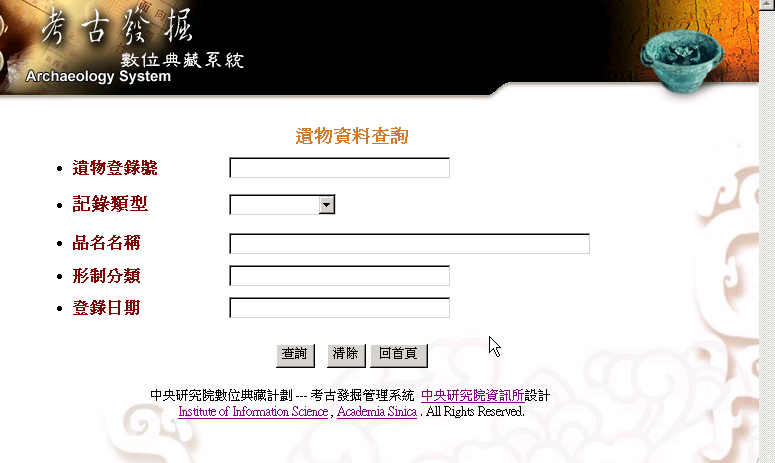 考古發掘
數位典藏系統
Archaeology System
遺物資料查詢
遺物登錄號
記錄類型
品名名稱
形制分類
登錄日期
查詢 清除 回首頁
中央研究院數位典藏計劃 --- 考古發掘管理系統 中央研究院資訊所設計
Institute of Information Science , Academia Sinica . All Rights Reserved.